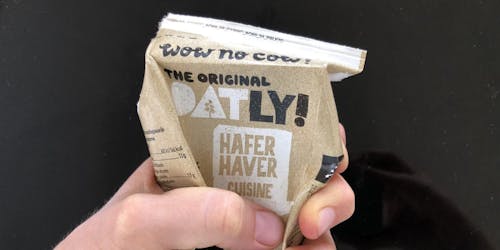 wow no cow!
THE ORIGINAL
OATLY!
HAFER
HAVER
CUISINE